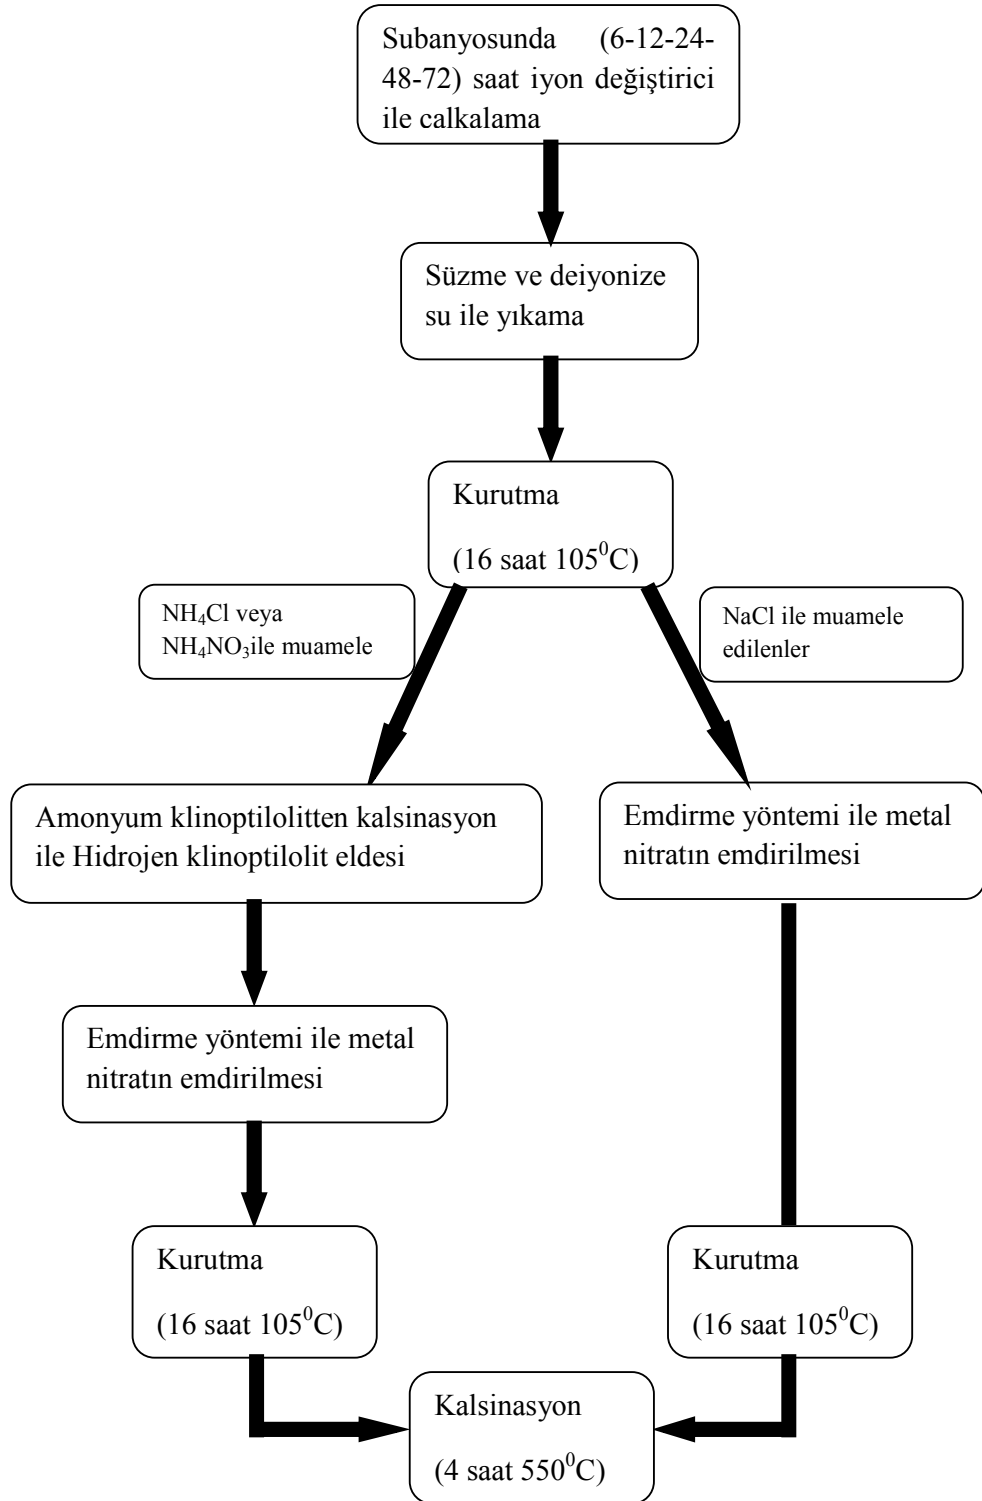 Subanyosunda (6-12-24-
48-72) saat iyon değiştirici
ile calkalama
Süzme ve deiyonize
su ile yıkama
Kurutma
(16 saat 105⁰C)
NH₄Cl veya
NH₄NO₃ile muamele
NaCl ile muamele
edilenler
Amonyum klinoptilolitten kalsinasyon
ile Hidrojen klinoptilolit eldesi
Emdirme yöntemi ile metal
nitratın emdirilmesi
Emdirme yöntemi ile metal
nitratın emdirilmesi
Kurutma
(16 saat 105⁰C)
Kurutma
(16 saat 105⁰C)
Kalsinasyon
(4 saat 550⁰C)